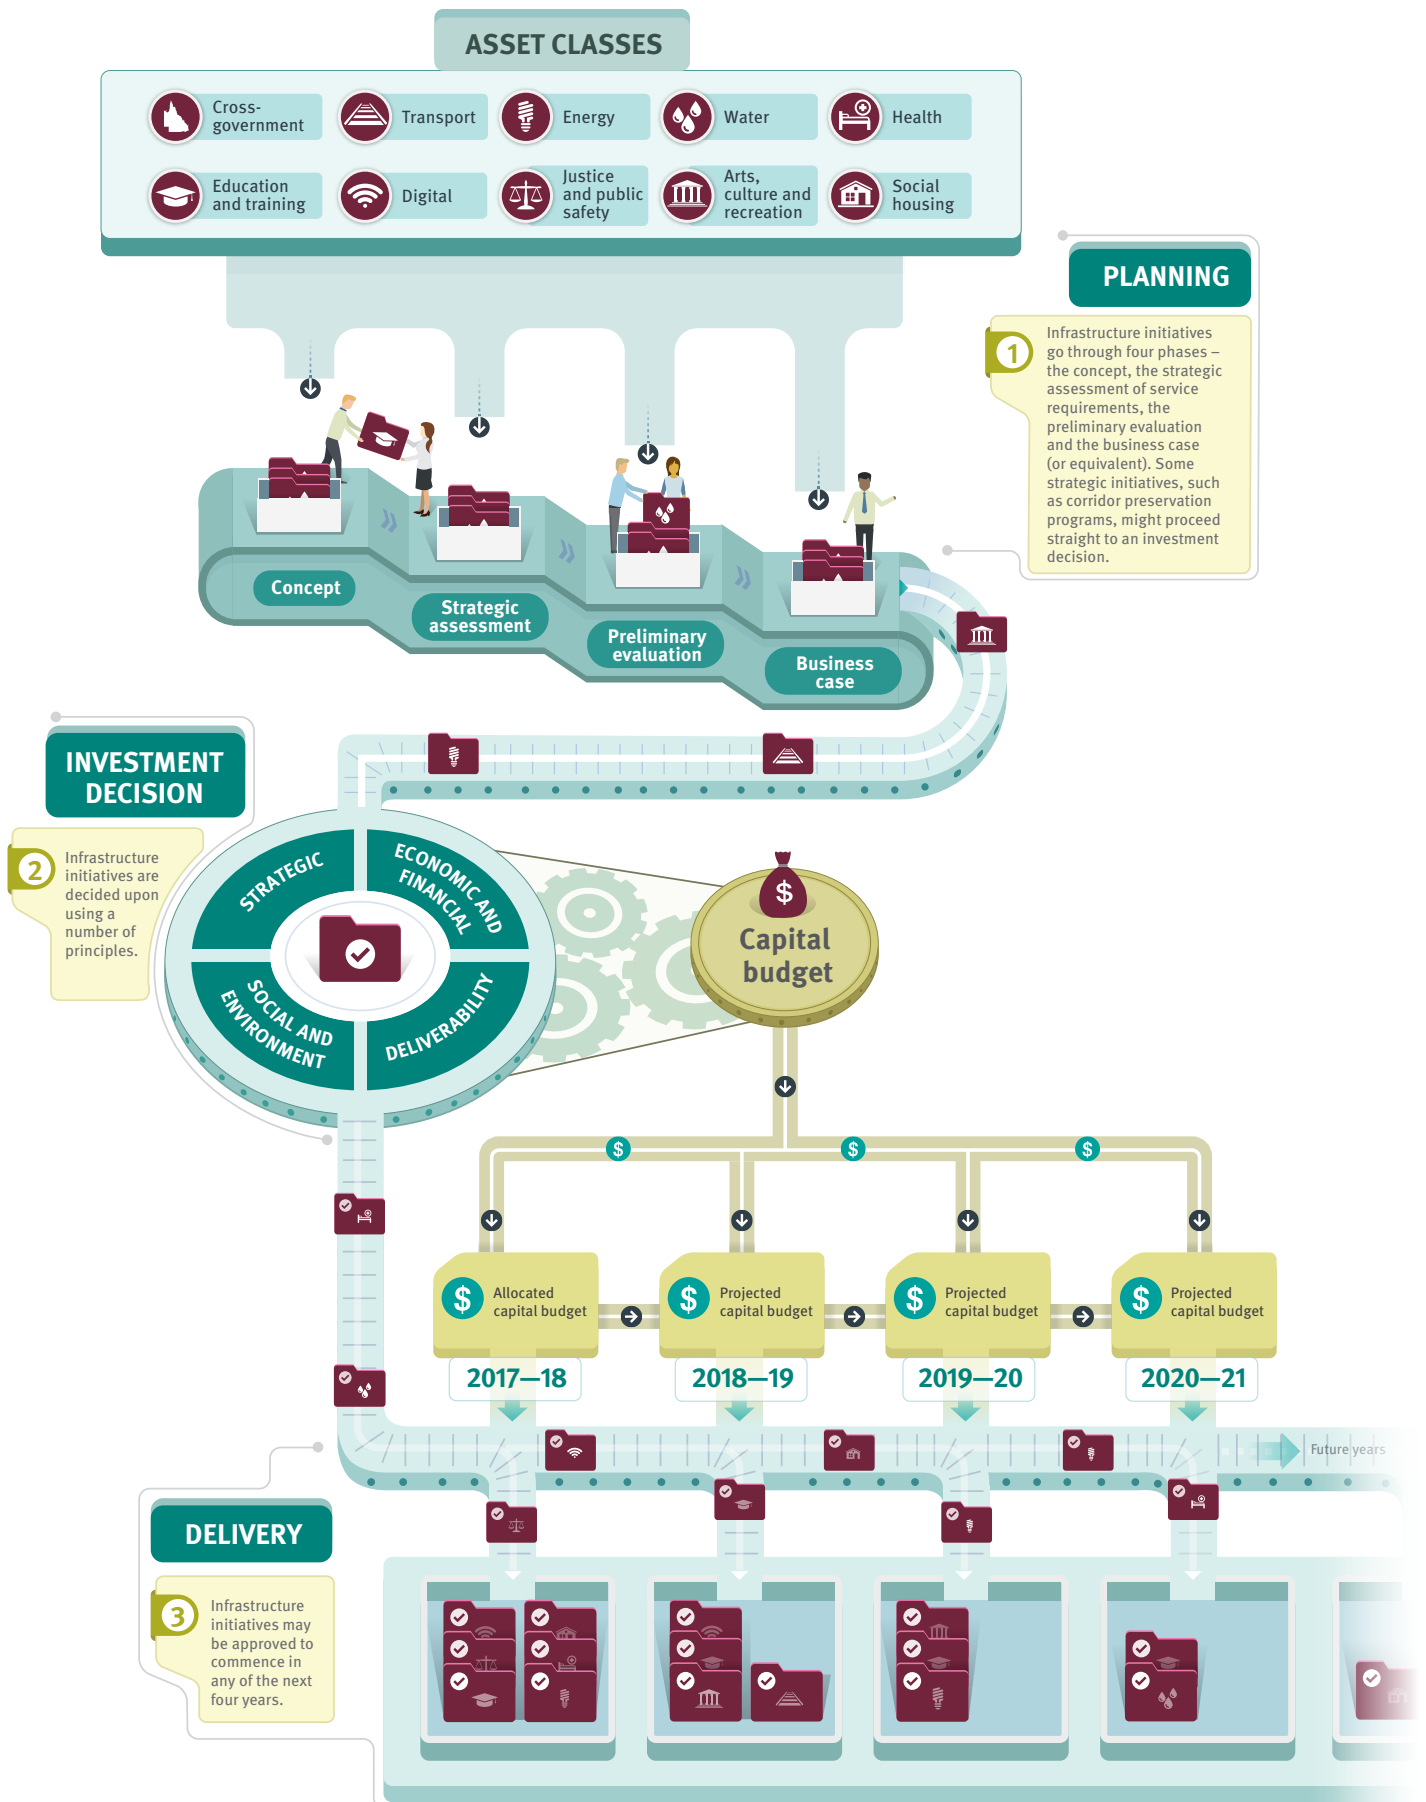 ASSET CLASSES
Cross-
government
Transport
Energy
Water
Health
Education
and training
Digital
Justice
and public
safety
Arts,
culture and
recreation
Social
housing
PLANNING
1
Infrastructure initiatives
go through four phases –
the concept, the strategic
assessment of service
requirements, the
preliminary evaluation
and the business case
(or equivalent). Some
strategic initiatives, such
as corridor preservation
programs, might proceed
straight to an investment
decision.
Concept
Strategic
assessment
Preliminary
evaluation
Business
case
INVESTMENT
DECISION
2
Infrastructure
initiatives are
decided upon
using a
number of
principles.
STRATEGIC
ECONOMIC AND
FINANCIAL
SOCIAL AND
ENVIRONMENT
DELIVERABILITY
$
Capital
budget
$
$
$
$
Allocated
capital budget
$
Projected
capital budget
$
Projected
capital budget
$
Projected
capital budget
2017—18
2018—19
2019—20
2020—21
Future years
DELIVERY
3
Infrastructure
initiatives may
be approved to
commence in
any of the next
four years.